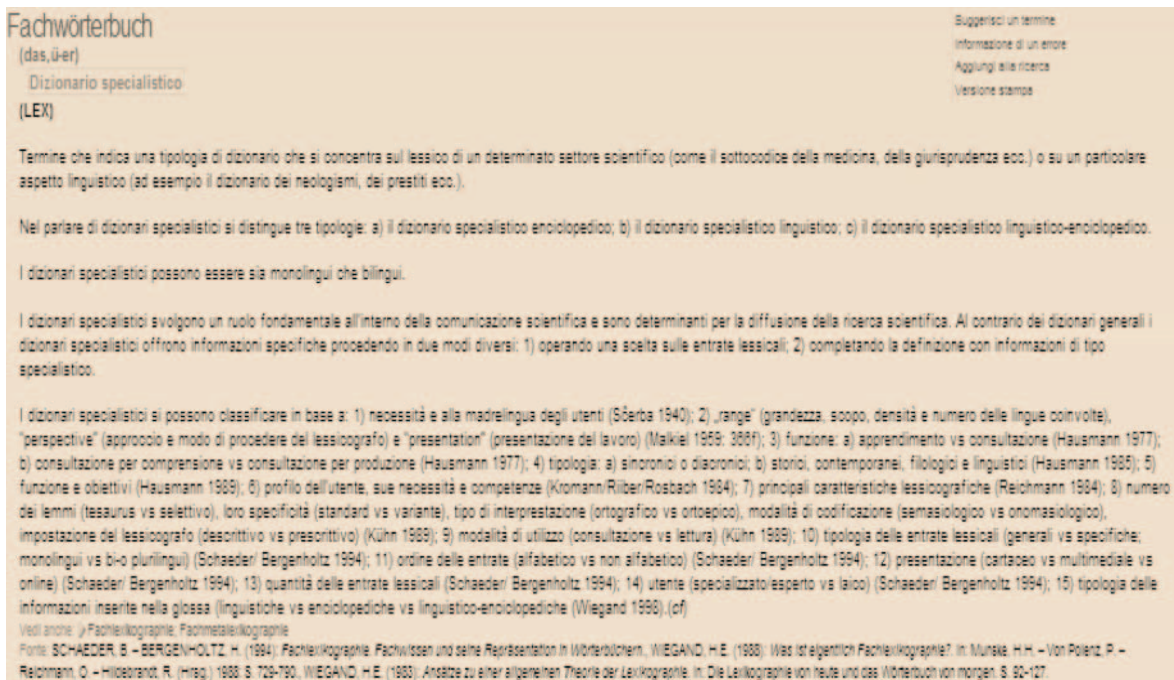 Fachwörterbuch
(das,ü-er)
Dizionario specialistico
(LEX)
Suggerisci un termine
Informazione di un errore
Aggiungi alla ricerca
Versione stampa
Termine che indica una tipologia di dizionario che si concentra sul lessico di un determinato settore scientifico (come il sottocodice della medicina, della giurisprudenza ecc.) o su un particolare
aspetto linguistico (ad esempio il dizionario dei neologismi, dei prestiti ecc.).
Nel parlare di dizionari specialistici si distingue tre tipologie: a) il dizionario specialistico enciclopedico; b) il dizionario specialistico linguistico; c) il dizionario specialistico linguistico-enciclopedico.
I dizionari specialistici possono essere sia monolingui che bilingui.
I dizionari specialistici svolgono un ruolo fondamentale all'interno della comunicazione scientifica e sono determinanti per la diffusione della ricerca scientifica. Al contrario dei dizionari generali i
dizionari specialistici offrono informazioni specifiche procedendo in due modi diversi: 1) operando una scelta sulle entrate lessicali; 2) completando la definizione con informazioni di tipo
specialistico.
I dizionari specialistici si possono classificare in base a: 1) necessità e alla madrelingua degli utenti (Sčerba 1940); 2) „range" (grandezza, scopo, densità e numero delle lingue coinvolte),
"perspective" (approccio e modo di procedere del lessicografo) e "presentation" (presentazione del lavoro) (Malkiel 1959: 366f); 3) funzione: a) apprendimento vs consultazione (Hausmann 1977);
b) consultazione per comprensione vs consultazione per produzione (Hausmann 1977); 4) tipologia: a) sincronici o diacronici; b) storici, contemporanei, filologici e linguistici (Hausmann 1985); 5)
funzione e obiettivi (Hausmann 1989); 6) profilo dell'utente, sue necessità e competenze (Kromann/Riiber/Rosbach 1984); 7) principali caratteristiche lessicografiche (Reichmann 1984); 8) numero
dei lemmi (tesaurus vs selettivo), loro specificità (standard vs variante), tipo di interpretazione (ortografico vs ortoepico), modalità di codificazione (semasiologico vs onomasiologico),
impostazione del lessicografo (descrittivo vs prescrittivo) (Kühn 1989); 9) modalità di utilizzo (consultazione vs lettura) (Kühn 1989); 10) tipologia delle entrate lessicali (generali vs specifiche;
monolingui vs bi-o plurilingui) (Schaeder/ Bergenholtz 1994); 11) ordine delle entrate (alfabetico vs non alfabetico) (Schaeder/ Bergenholtz 1994); 12) presentazione (cartaceo vs multimediale vs
online) (Schaeder/ Bergenholtz 1994); 13) quantità delle entrate lessicali (Schaeder/ Bergenholtz 1994); 14) utente (specializzato/esperto vs laico) (Schaeder/ Bergenholtz 1994); 15) tipologia delle
informazioni inserite nella glossa (linguistiche vs enciclopediche vs linguistico-enciclopediche (Wiegand 1998).(cf)
Vedi anche: Fachlexikographie; Fachmetalexikographie
Fonte: SCHAEDER, B. – BERGENHOLTZ, H. (1994): Fachlexikographie. Fachwissen und seine Repräsentation in Wörterbüchern., WIEGAND, H.E. (1988): Was ist eigentlich Fachlexikographie?. In: Munske, H.H. – Von Polenz, P. –
Reichmann, O. – Hildebrandt, R. (Hrsg.) 1988 S. 729-790., WIEGAND, H.E. (1983): Ansätze zu einer allgemeinen Theorie der Lexikographie. In: Die Lexikographie von heute und das Wörterbuch von morgen. S. 92-127.